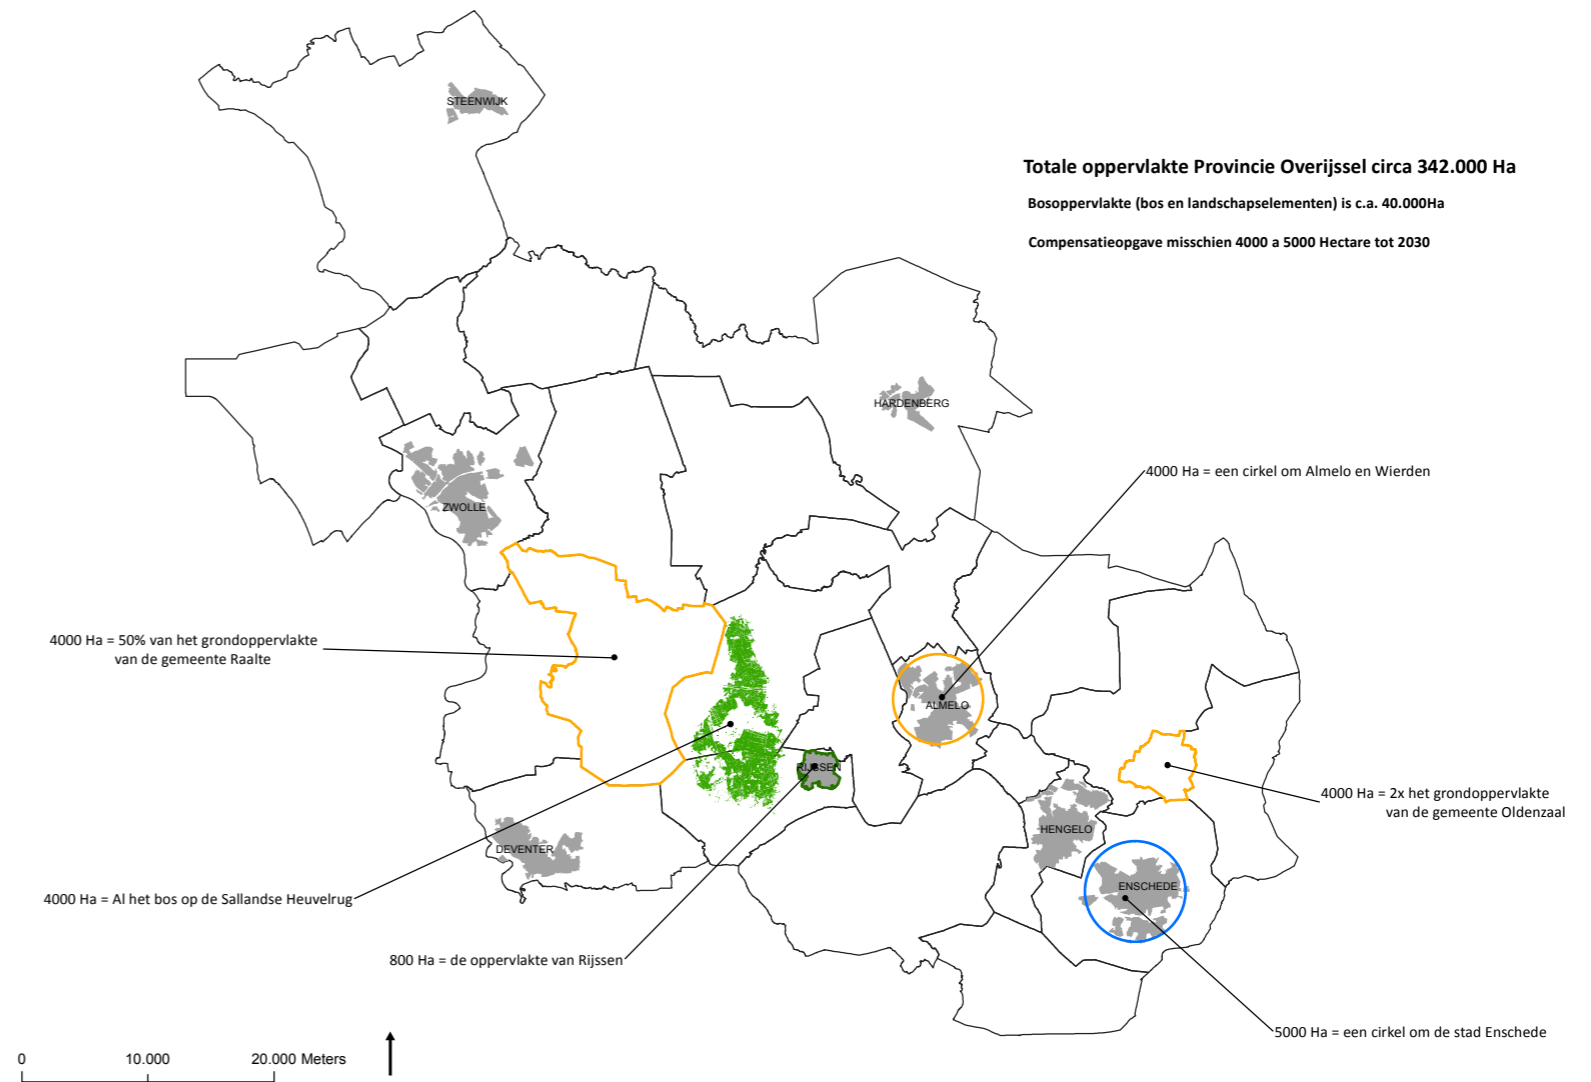 STEENWIJK
Totale oppervlakte Provincie Overijssel circa 342.000 Ha
Bosoppervlakte (bos en landschapselementen) is c.a. 40.000Ha
Compensatieopgave misschien 4000 a 5000 Hectare tot 2030
HARDENBERG
4000 Ha = een cirkel om Almelo en Wierden
ZWOLLE
4000 Ha = 50% van het grondoppervlakte
van de gemeente Raalte
ALMELO
RIJSSEN
4000 Ha = 2x het grondoppervlakte
van de gemeente Oldenzaal
HENGELO
DEVENTER
ENSCHEDE
4000 Ha = Al het bos op de Sallandse Heuvelrug
800 Ha = de oppervlakte van Rijssen
5000 Ha = een cirkel om de stad Enschede
0 10.000 20.000 Meters